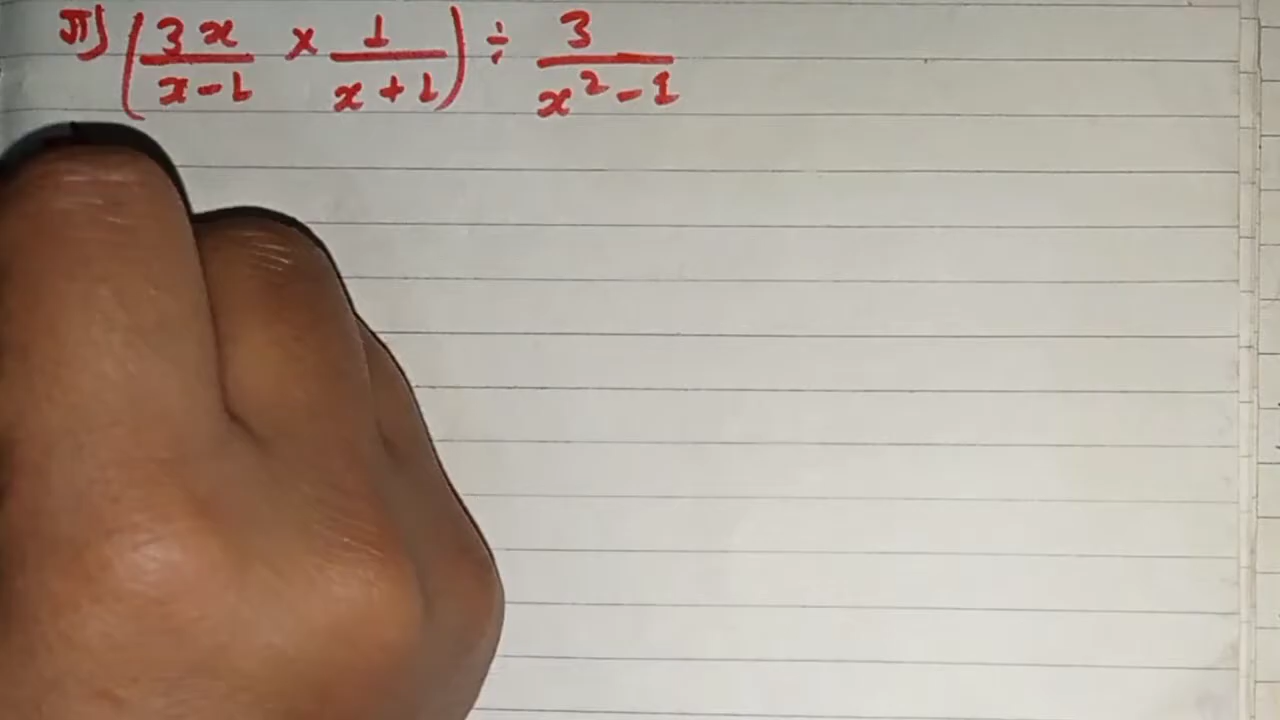 গ) (3x/x-1 × 1/x+1) ÷ 3/x²-1